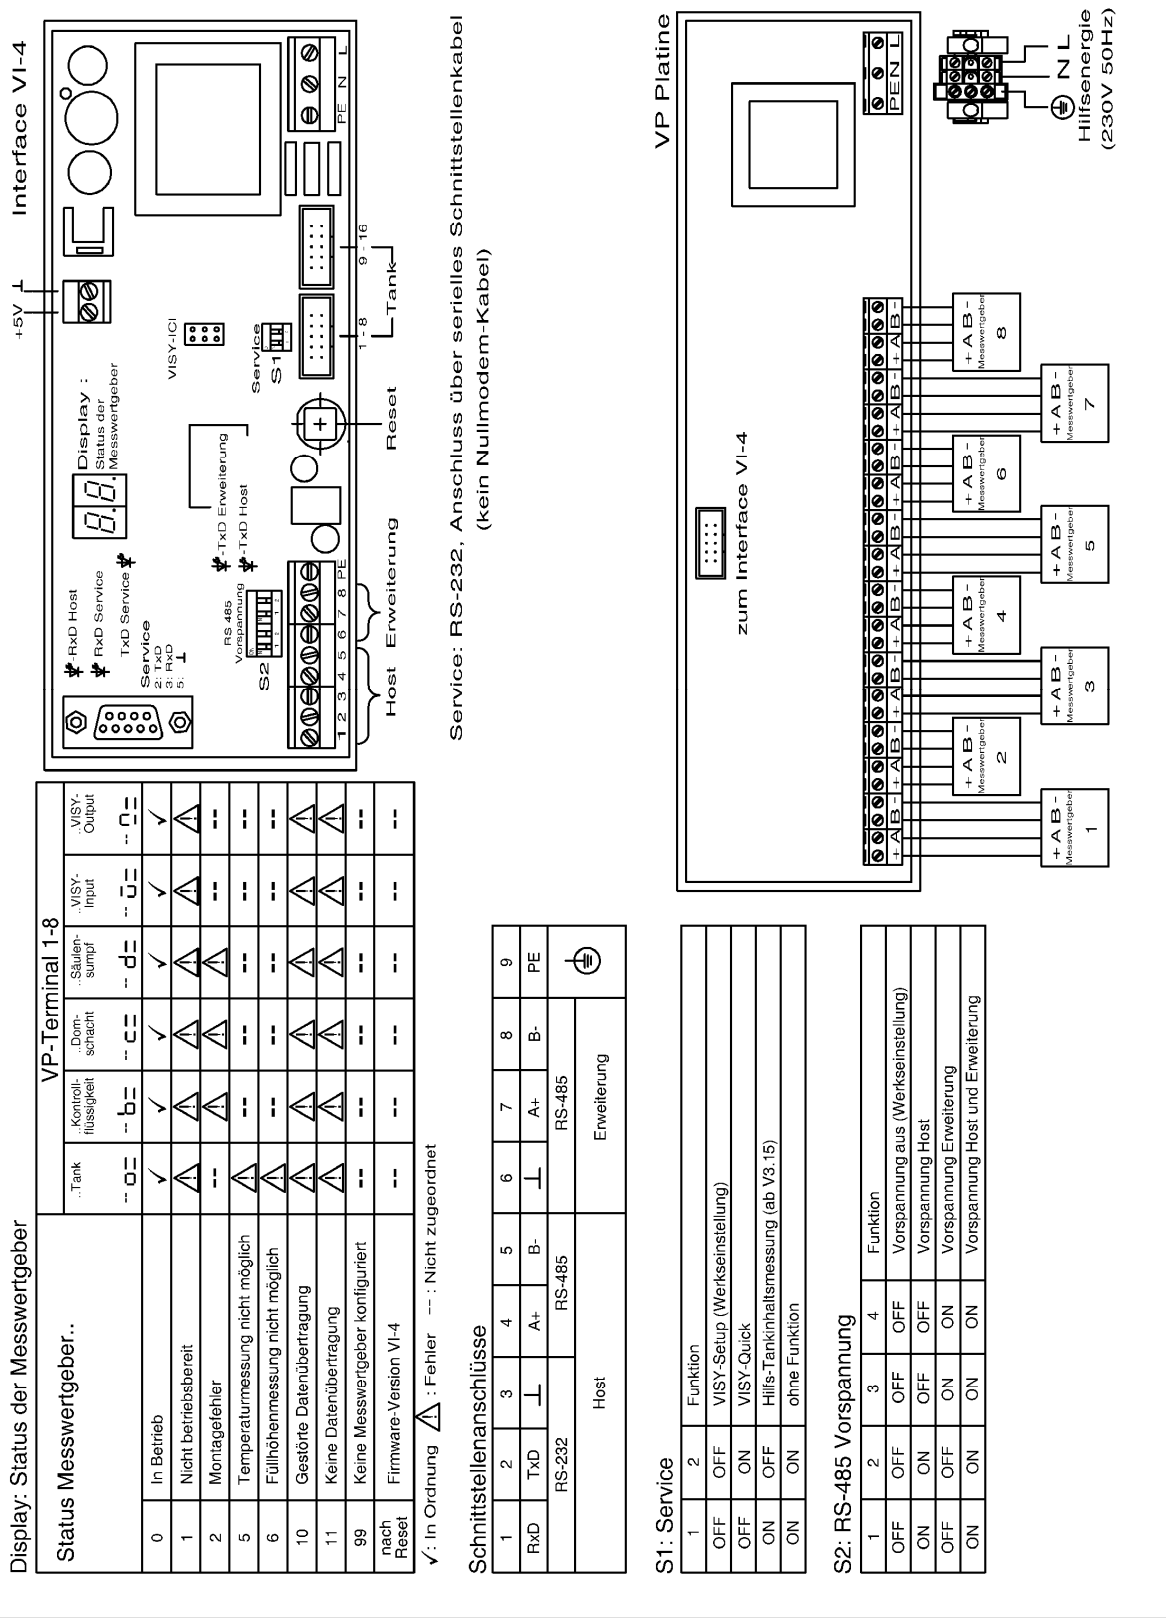 Display: Status der Messwertgeber
Status Messwertgeber..
VP-Terminal 1-8
..Tank
..Kontroll-
flüssigkeit
..Dom-
schacht
..Säulen-
sumpf
..VISY-
Input
..VISY-
Output
0 In Betrieb ✓ ✓ ✓ ✓ ✓ ✓
1 Nicht betriebsbereit ⚠ ⚠ ⚠ ⚠ ⚠ ⚠
2 Montagefehler -- ⚠ ⚠ ⚠ -- --
5 Temperaturmessung nicht möglich ⚠ -- -- -- -- --
6 Füllhöhenmessung nicht möglich ⚠ -- -- -- -- --
10 Gestörte Datenübertragung ⚠ ⚠ ⚠ ⚠ ⚠ ⚠
11 Keine Datenübertragung ⚠ ⚠ ⚠ ⚠ ⚠ ⚠
99 Keine Messwertgeber konfiguriert -- -- -- -- -- --
nach
Reset
Firmware-Version VI-4 -- -- -- -- -- --
✓: In Ordnung ⚠ : Fehler -- : Nicht zugeordnet
Schnittstellenanschlüsse
1 2 3 4 5 6 7 8 9
RxD TxD ⊥ A+ B- ⊥ A+ B- PE
RS-232 RS-485 RS-485
Host Erweiterung
S1: Service
1 2 Funktion
OFF OFF VISY-Setup (Werkseinstellung)
OFF ON VISY-Quick
ON OFF Hilfs-Tankinhaltsmessung (ab V3.15)
ON ON ohne Funktion
S2: RS-485 Vorspannung
1 2 3 4 Funktion
OFF OFF OFF OFF Vorspannung aus (Werkseinstellung)
ON ON OFF OFF Vorspannung Host
OFF OFF ON ON Vorspannung Erweiterung
ON ON ON ON Vorspannung Host und Erweiterung
Interface VI-4
+5V ⊥
-RxD Host
RxD Service
TxD Service
Service
2: TxD
3: RxD
5: ⊥
Display :
Status der
Messwertgeber
VISY-ICI
-TxD Erweiterung
-TxD Host
RS 485
Vorspannung
S2
Service
S1
1 2 3 4 5 6 7 8 PE
Host Erweiterung
Reset
1 - 8
9 - 16
Tank
PE N L
Service: RS-232, Anschluss über serielles Schnittstellenkabel
(kein Nullmodem-Kabel)
VP Platine
zum Interface VI-4
PE N L
+ A B - + A B - + A B - + A B - + A B - + A B - + A B - + A B -
+ A B -
Messwertgeber
1
+ A B -
Messwertgeber
2
+ A B -
Messwertgeber
3
+ A B -
Messwertgeber
4
+ A B -
Messwertgeber
5
+ A B -
Messwertgeber
6
+ A B -
Messwertgeber
7
+ A B -
Messwertgeber
8
N L
Hilfsenergie
(230V 50Hz)